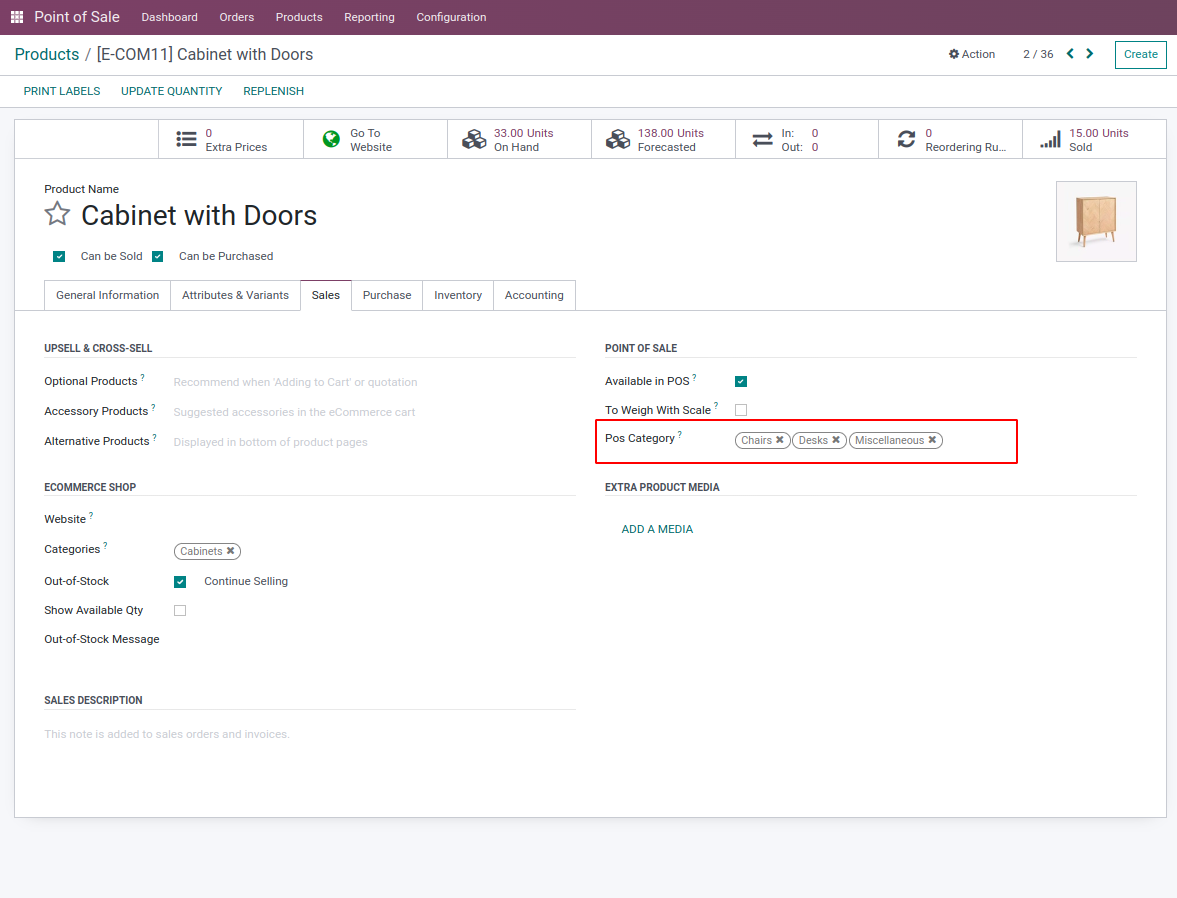 Point of Sale Dashboard Orders Products Reporting Configuration
Products / [E-COM11] Cabinet with Doors Action 2 / 36 Create
PRINT LABELS UPDATE QUANTITY REPLENISH
0 Extra Prices
Go To Website
33.00 Units On Hand
138.00 Units Forecasted
In: 0
Out: 0
0 Reordering Ru...
15.00 Units Sold
Product Name
Cabinet with Doors
Can be Sold Can be Purchased
General Information Attributes & Variants Sales Purchase Inventory Accounting
UPSELL & CROSS-SELL
Optional Products ? Recommend when 'Adding to Cart' or quotation
Accessory Products ? Suggested accessories in the eCommerce cart
Alternative Products ? Displayed in bottom of product pages
POINT OF SALE
Available in POS ?
To Weigh With Scale ?
Pos Category ? Chairs ✖ Desks ✖ Miscellaneous ✖
ECOMMERCE SHOP
Website ?
Categories ? Cabinets ✖
Out-of-Stock Continue Selling
Show Available Qty
Out-of-Stock Message
EXTRA PRODUCT MEDIA
ADD A MEDIA
SALES DESCRIPTION
This note is added to sales orders and invoices.